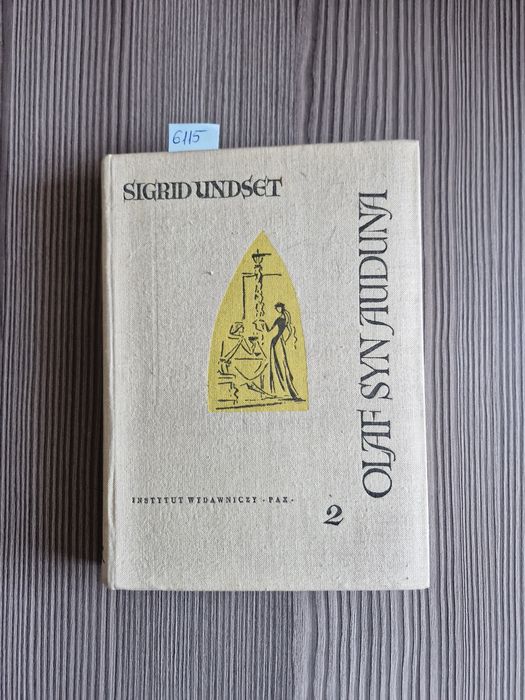 6115
SIGRID UNDSET
OLAF SYN AUDUNA
INSTYTUT WYDAWNICZY · PAX ·
2